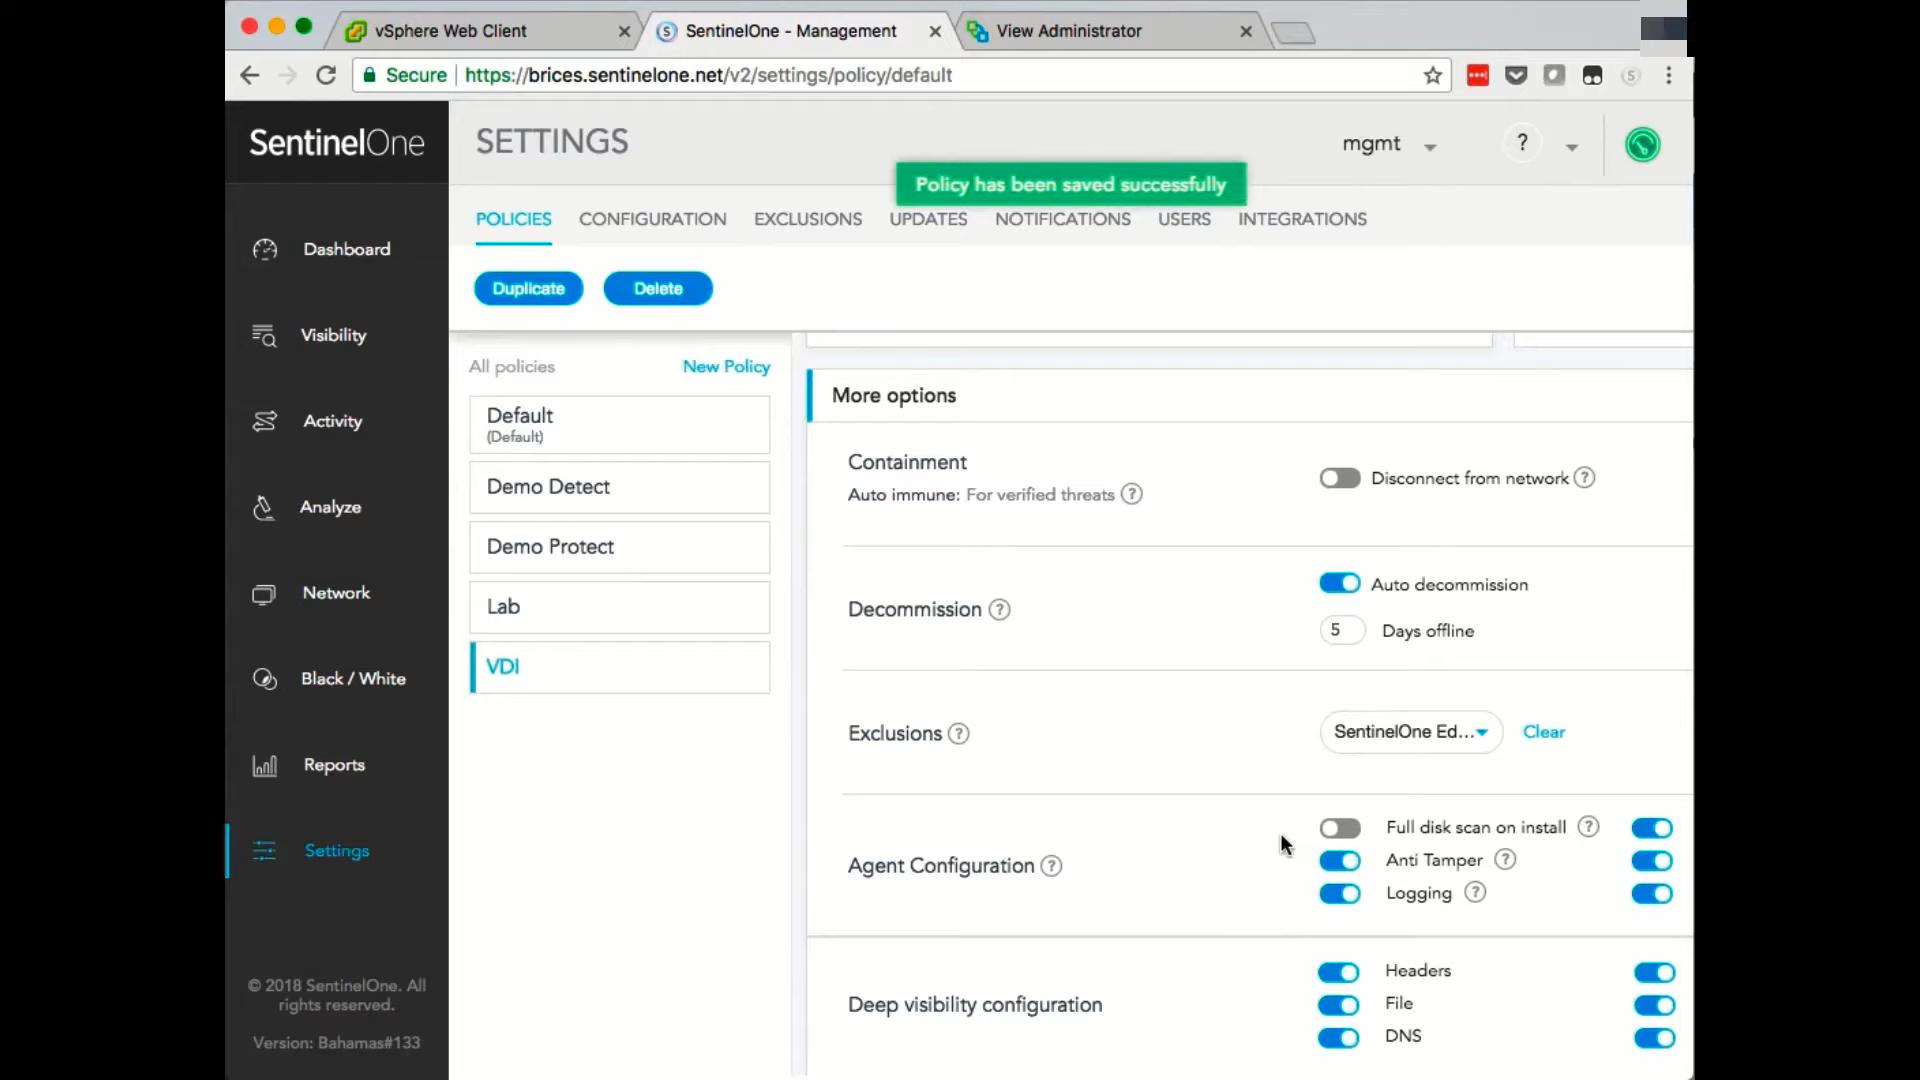 vSphere Web Client
SentinelOne - Management
View Administrator
Secure
https://brices.sentinelone.net/v2/settings/policy/default
SentinelOne
SETTINGS
mgmt
?
Policy has been saved successfully
POLICIES
CONFIGURATION
EXCLUSIONS
UPDATES
NOTIFICATIONS
USERS
INTEGRATIONS
Dashboard
Visibility
Activity
Analyze
Network
Black / White
Reports
Settings
© 2018 SentinelOne. All
rights reserved.
Version: Bahamas#133
Duplicate
Delete
All policies
New Policy
Default
(Default)
Demo Detect
Demo Protect
Lab
VDI
More options
Containment
Auto immune: For verified threats ?
Disconnect from network ?
Decommission ?
Auto decommission
5 Days offline
Exclusions ?
SentinelOne Ed...
Clear
Agent Configuration ?
Full disk scan on install ?
Anti Tamper ?
Logging ?
Deep visibility configuration
Headers
File
DNS